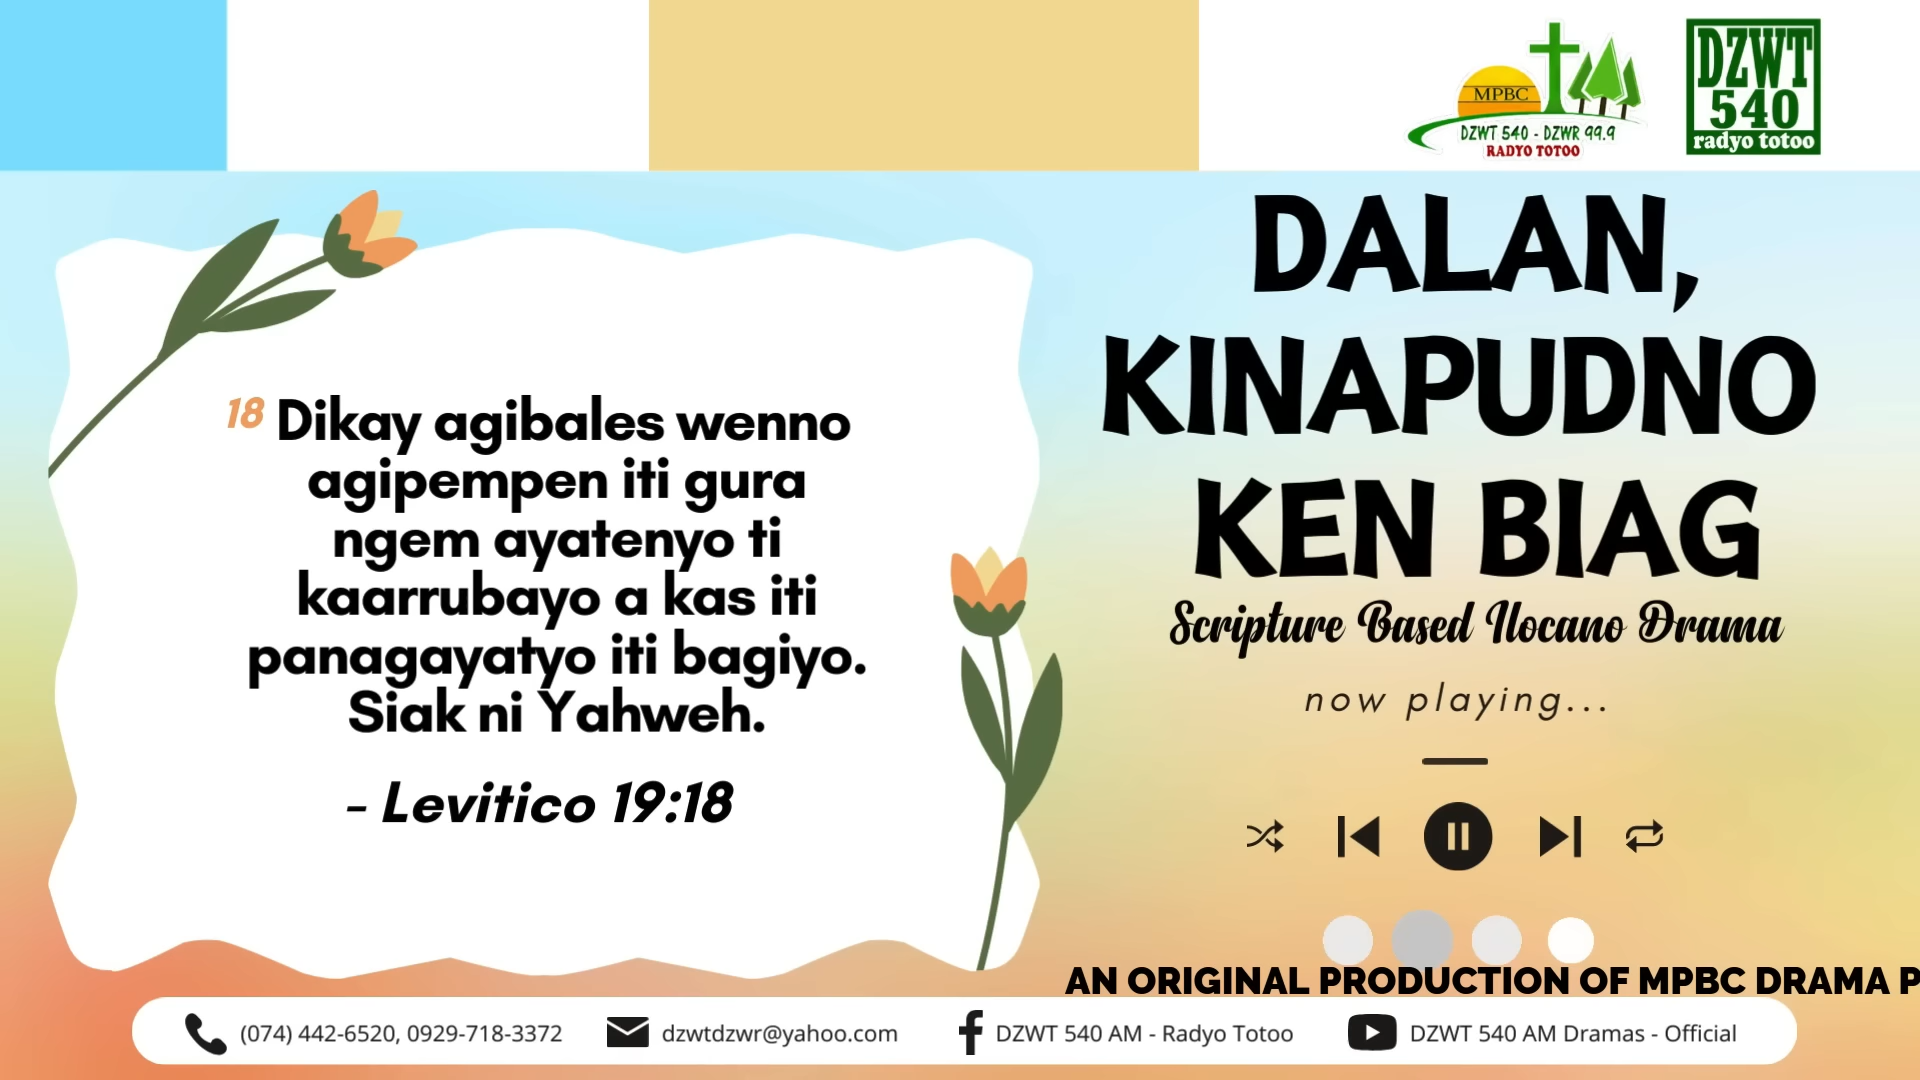 MPBC
DZWT 540 - DZWR 99.9
RADYO TOTOO
DZWT
540
radyo totoo
18 Dikay agibales wenno
agipempen iti gura
ngem ayatenyo ti
kaarrubayo a kas iti
panagayatyo iti bagiyo.
Siak ni Yahweh.
- Levitico 19:18
DALAN,
KINAPUDNO
KEN BIAG
Scripture Based Ilocano Drama
now playing...
AN ORIGINAL PRODUCTION OF MPBC DRAMA P
(074) 442-6520, 0929-718-3372
dzwtdzwr@yahoo.com
DZWT 540 AM - Radyo Totoo
DZWT 540 AM Dramas - Official